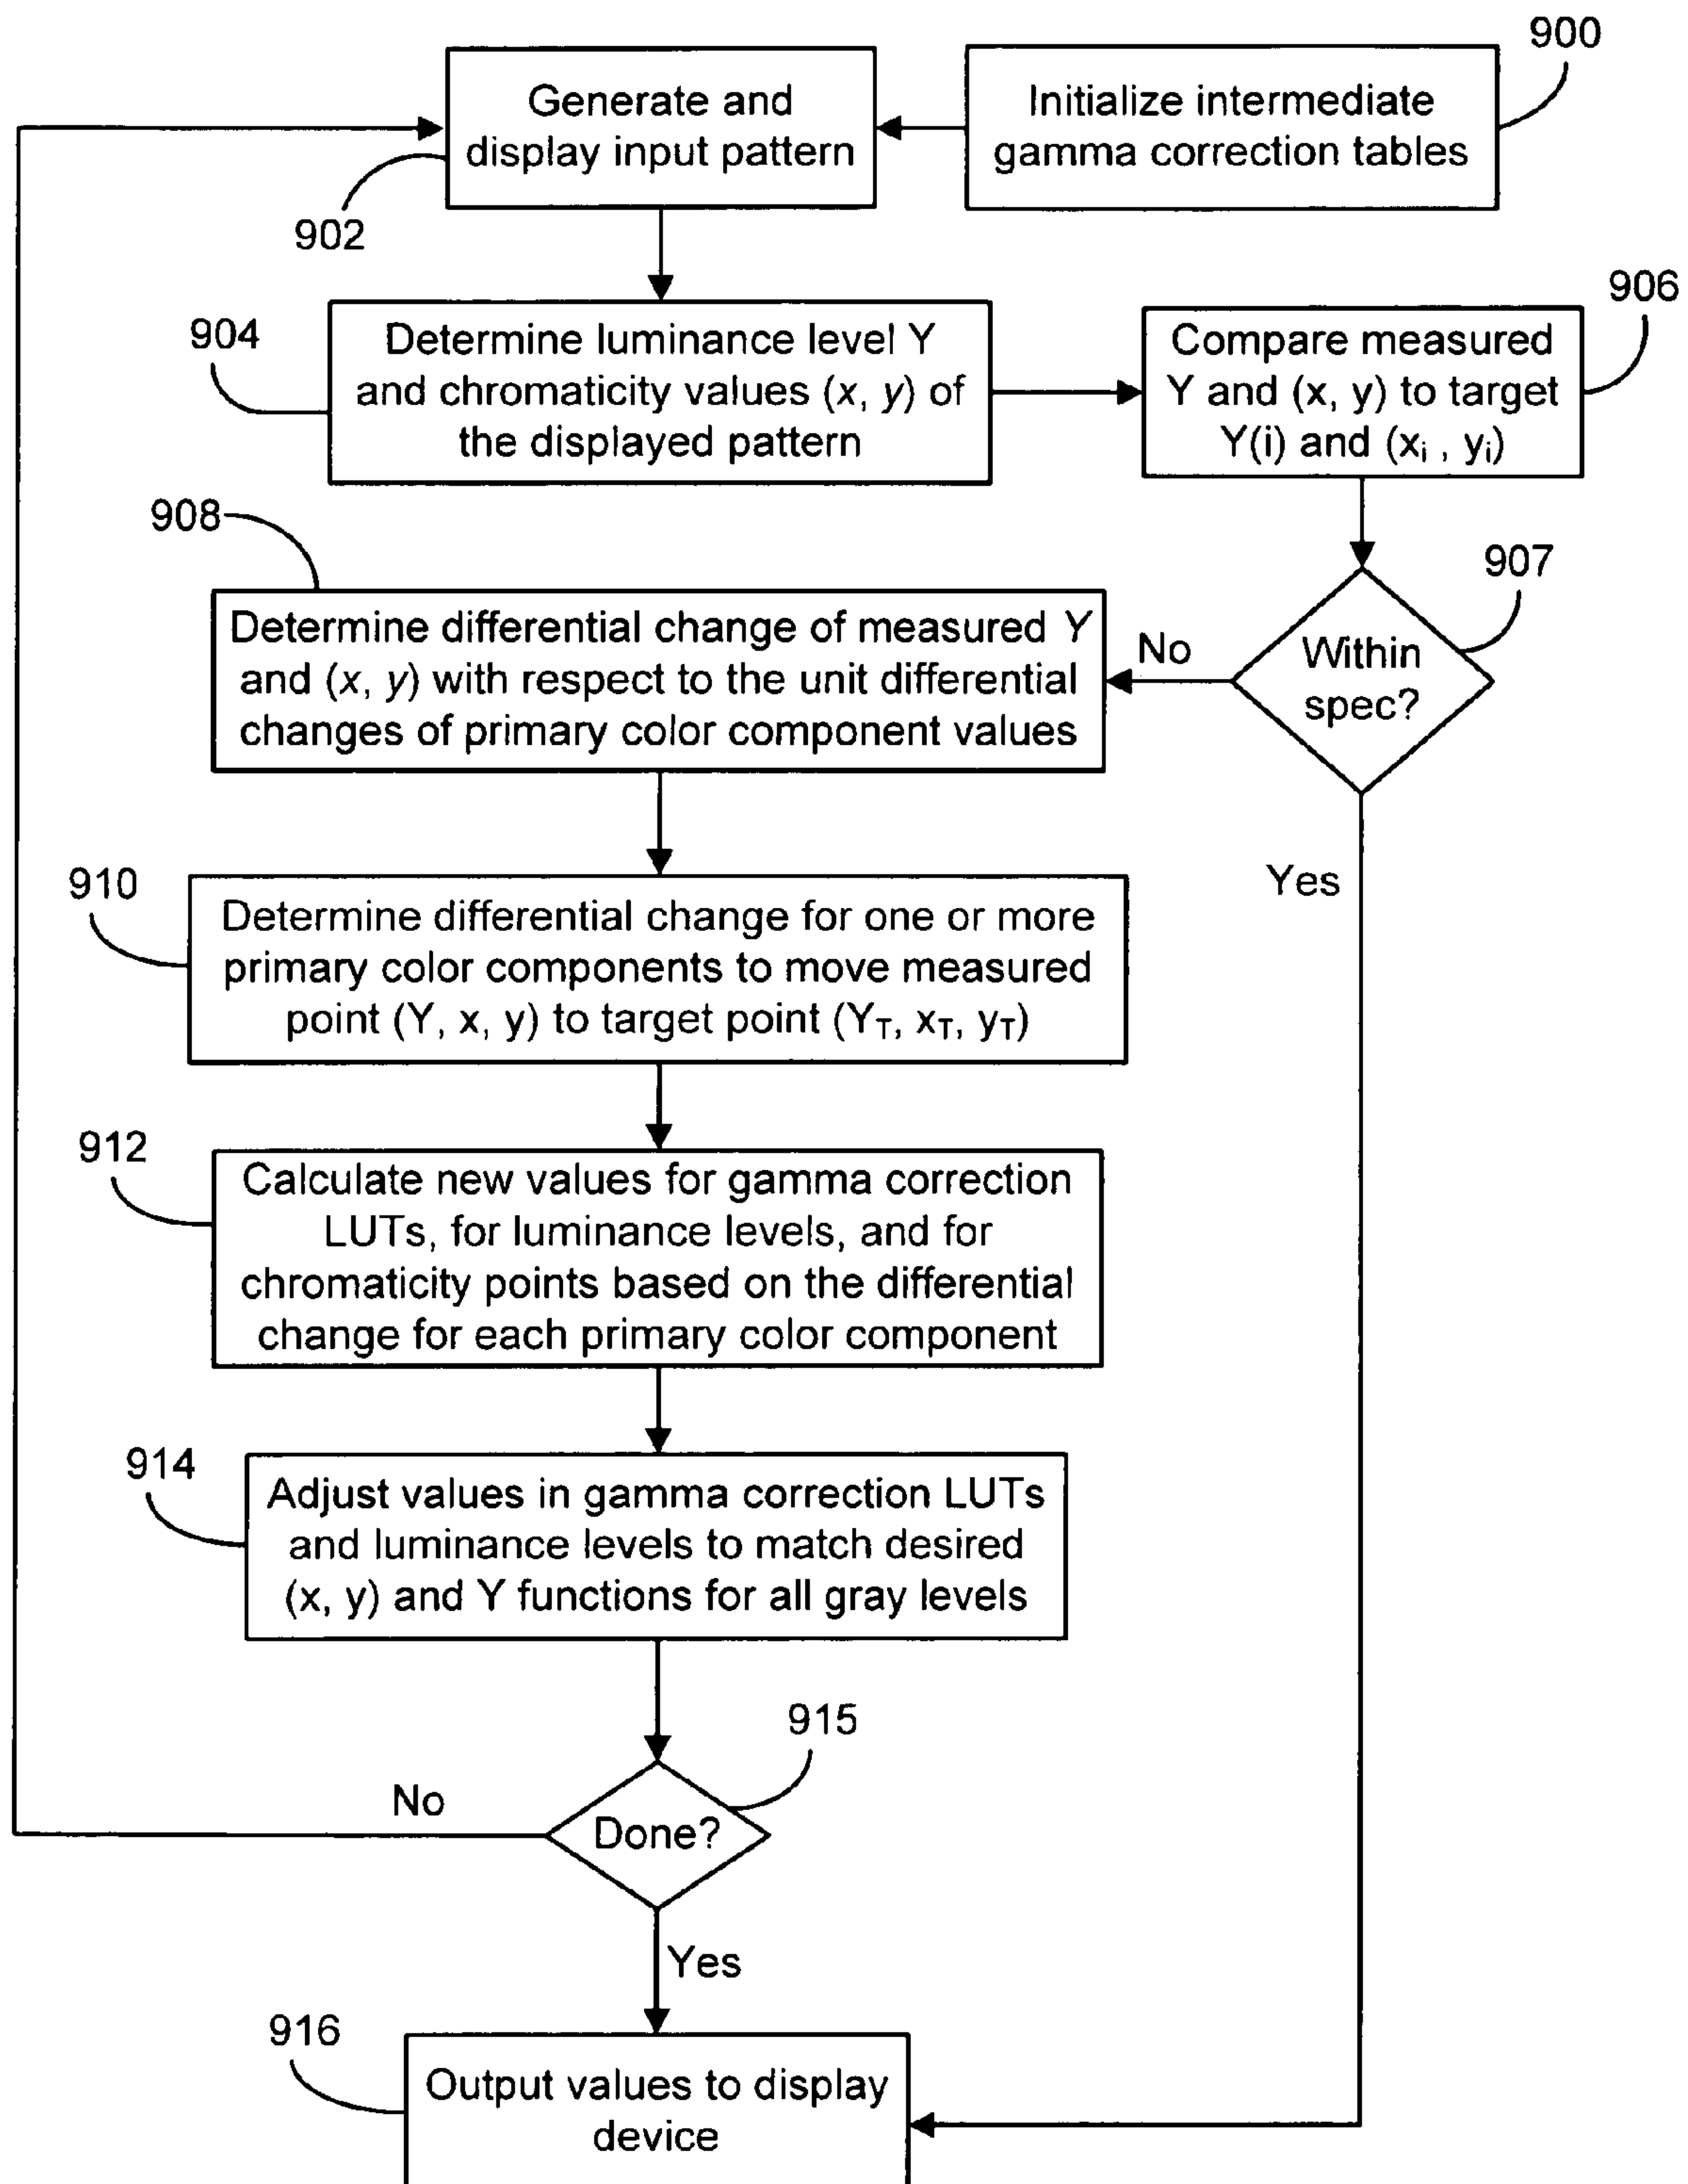 900
Generate and
display input pattern
Initialize intermediate
gamma correction tables
902
906
904
Determine luminance level Y
and chromaticity values (x, y) of
the displayed pattern
Compare measured
Y and (x, y) to target
Y(i) and (xᵢ , yᵢ)
908
907
Determine differential change of measured Y
and (x, y) with respect to the unit differential
changes of primary color component values
No
Within
spec?
Yes
910
Determine differential change for one or more
primary color components to move measured
point (Y, x, y) to target point (Y_T, x_T, y_T)
912
Calculate new values for gamma correction
LUTs, for luminance levels, and for
chromaticity points based on the differential
change for each primary color component
914
Adjust values in gamma correction LUTs
and luminance levels to match desired
(x, y) and Y functions for all gray levels
915
No
Done?
Yes
916
Output values to display
device